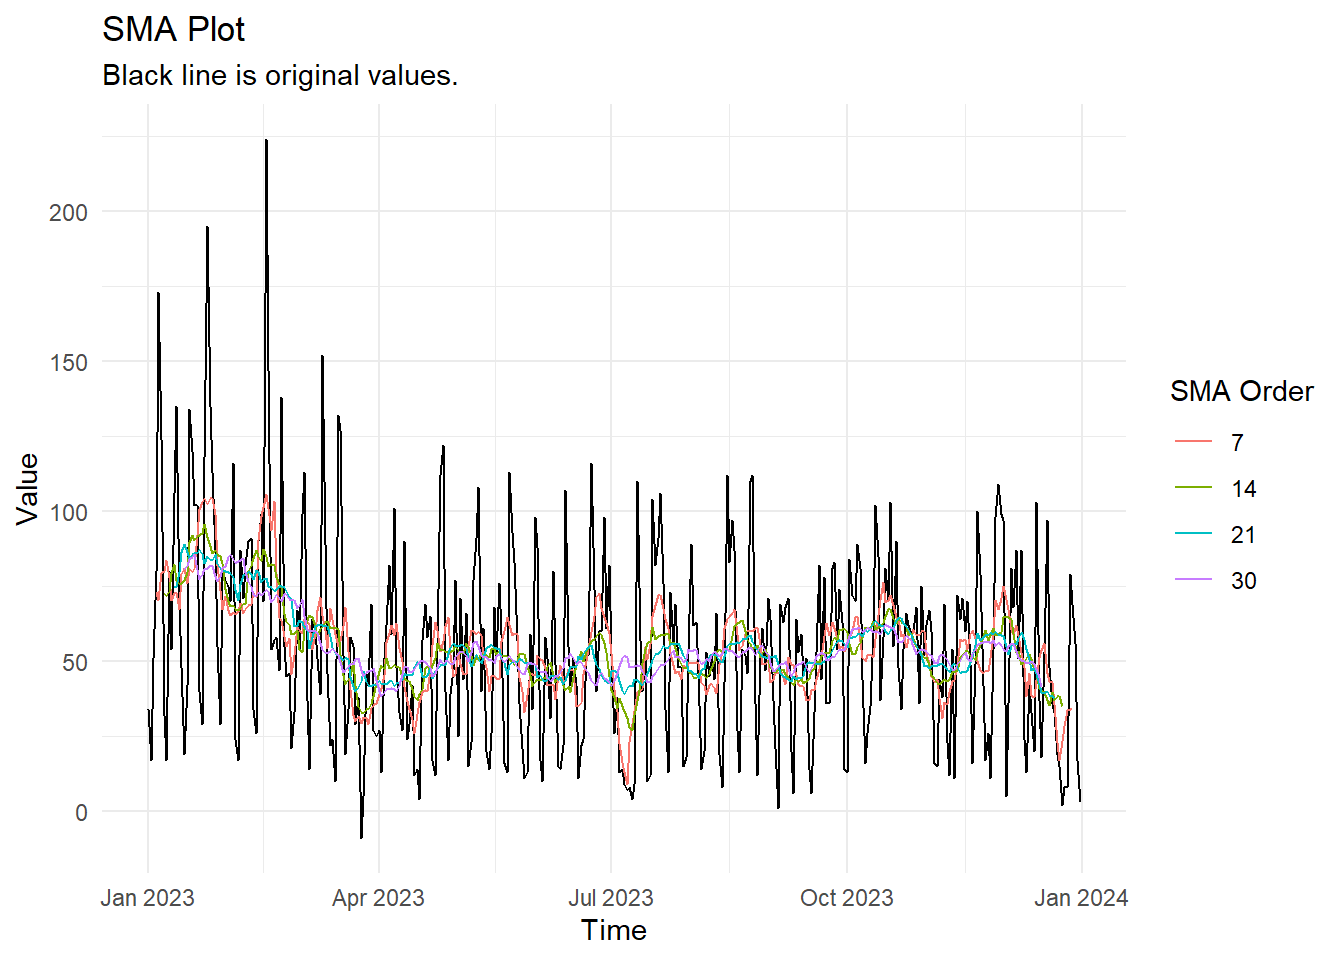 SMA Plot
Black line is original values.
200
150
100
50
0
Value
Jan 2023
Apr 2023
Jul 2023
Oct 2023
Jan 2024
Time
SMA Order
7
14
21
30